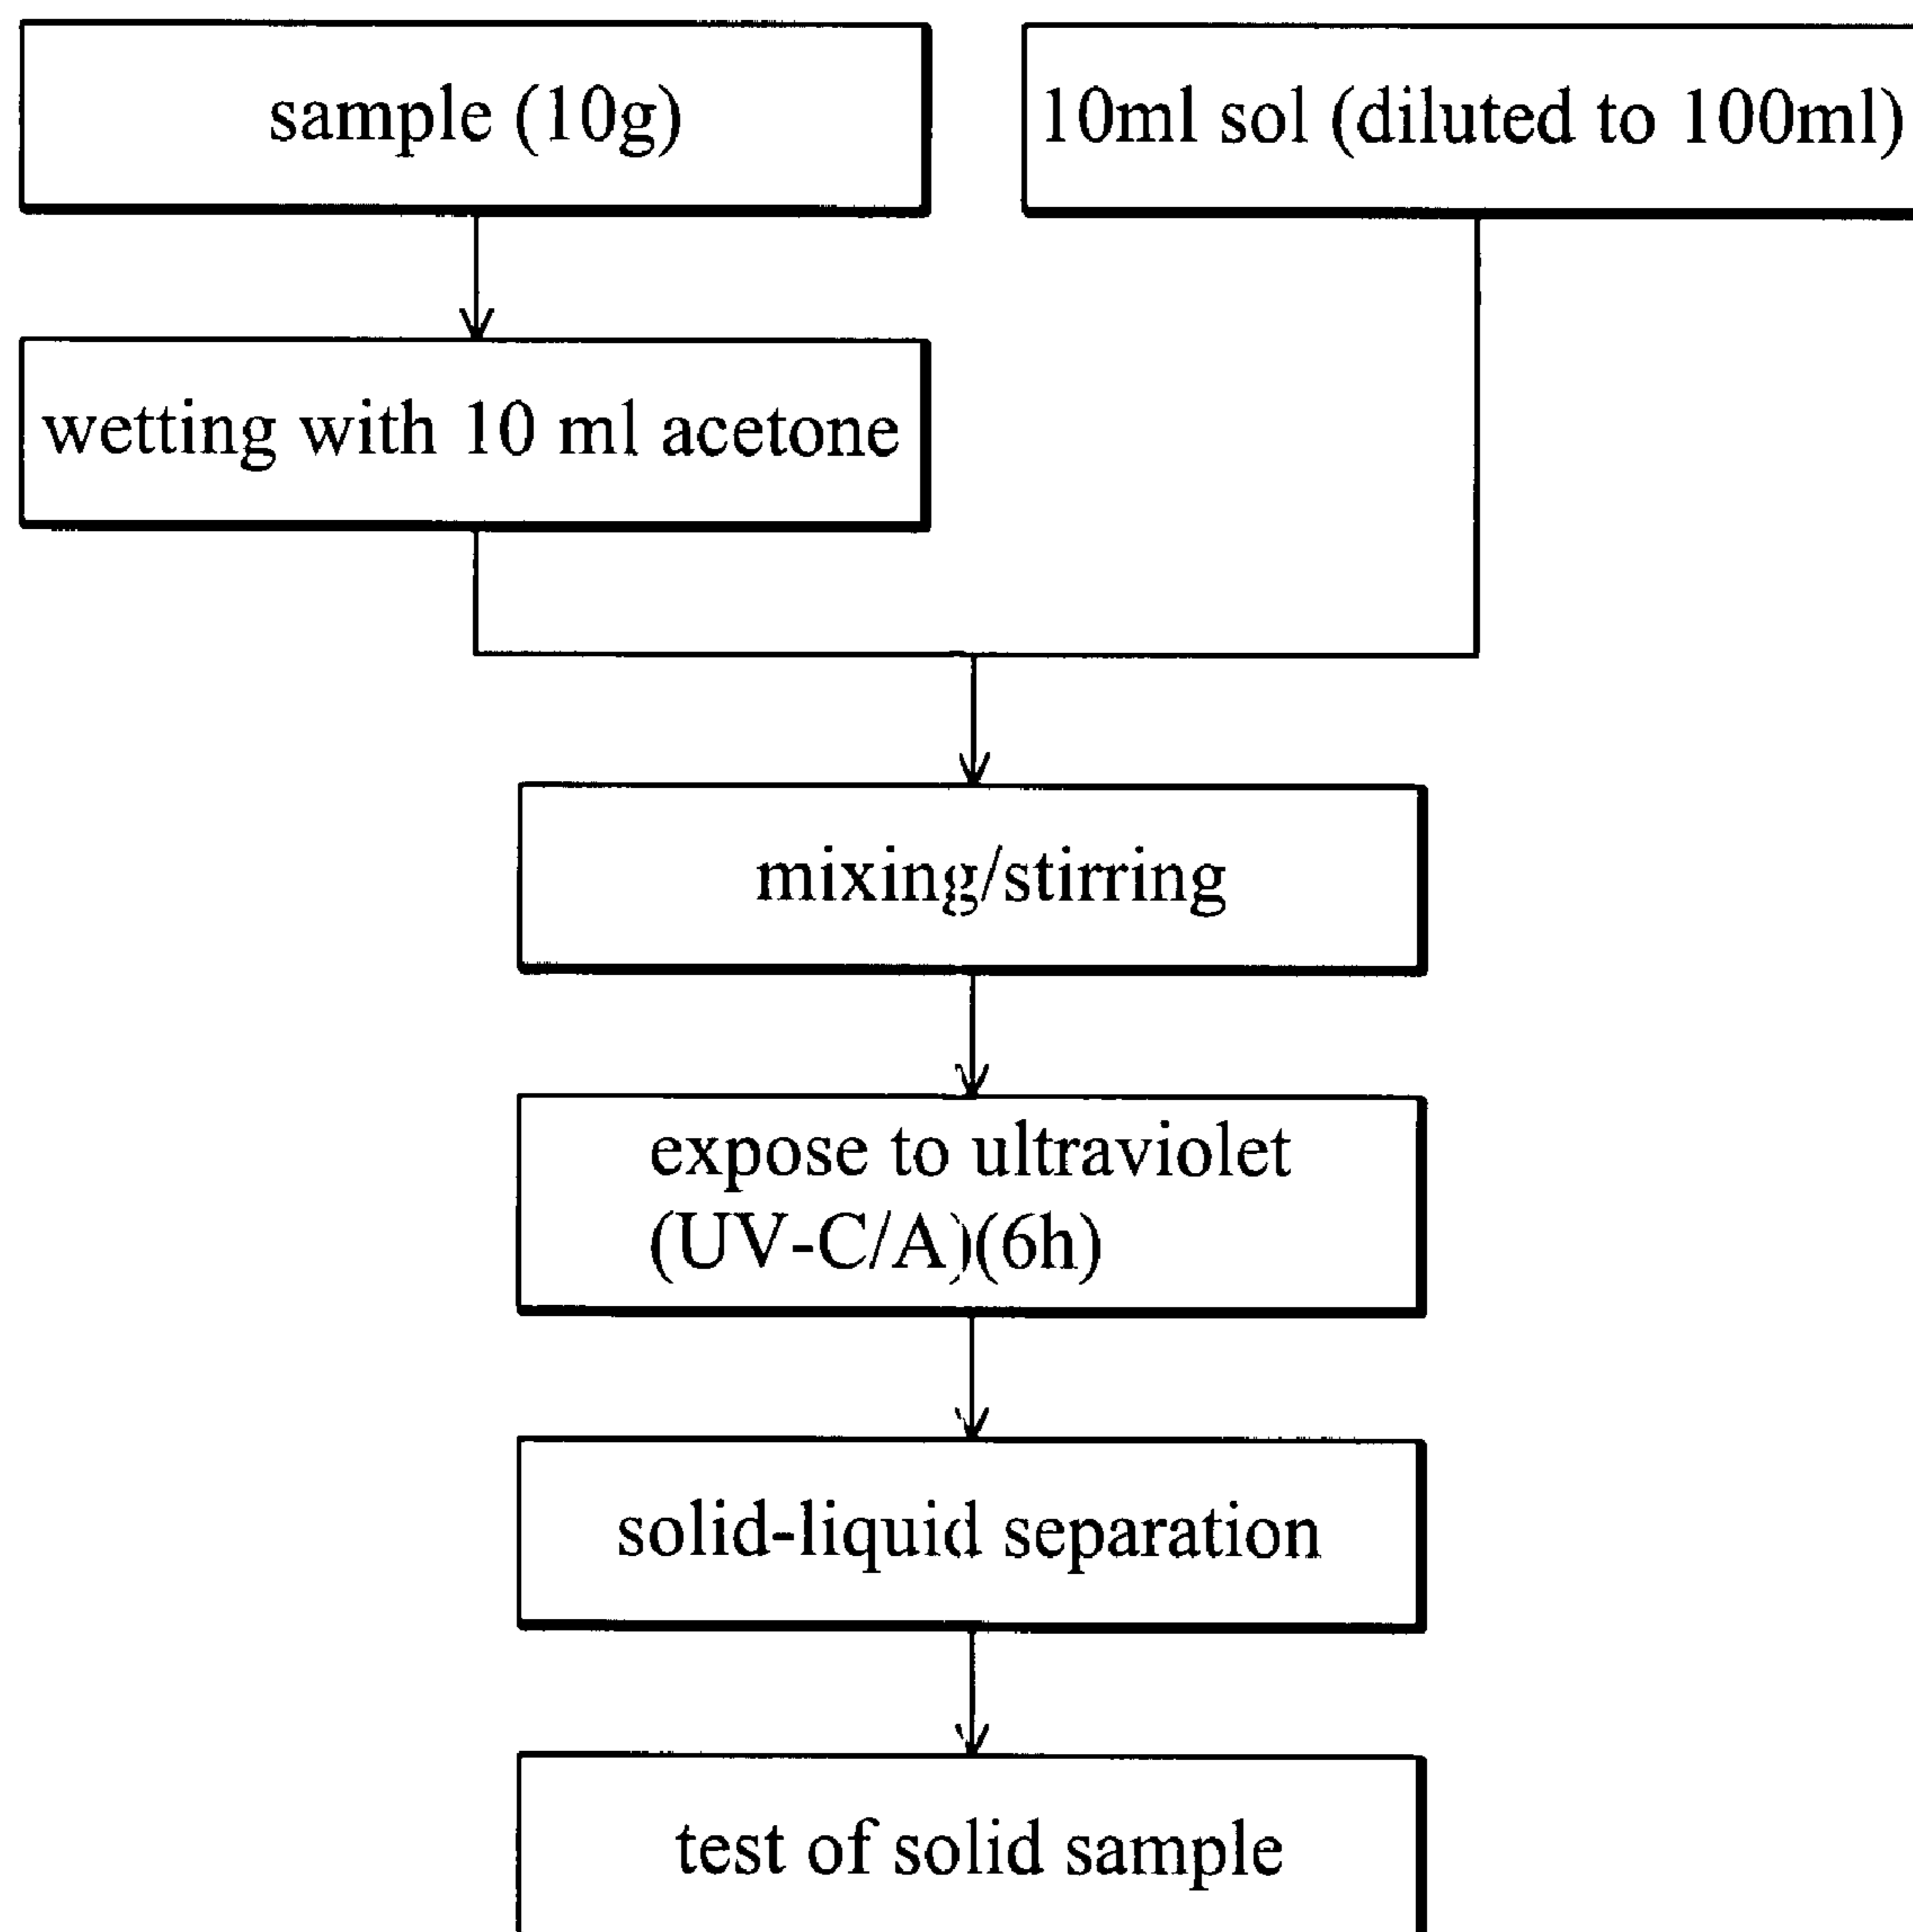 sample (10g)
10ml sol (diluted to 100ml)
wetting with 10 ml acetone
mixing/stirring
expose to ultraviolet
(UV-C/A)(6h)
solid-liquid separation
test of solid sample